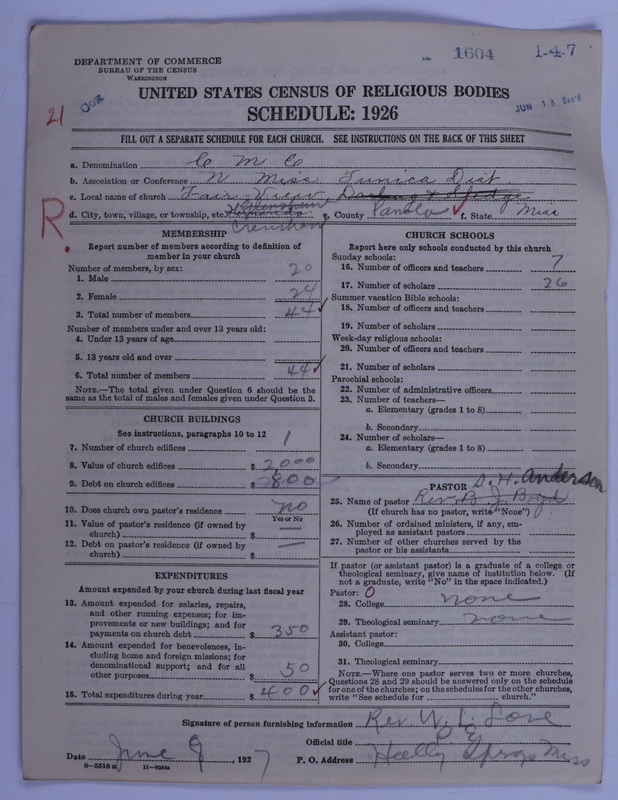 1604 1-4-7
DEPARTMENT OF COMMERCE
BUREAU OF THE CENSUS
WASHINGTON
UNITED STATES CENSUS OF RELIGIOUS BODIES
JUN 13 Rec'd
21
SCHEDULE: 1926
FILL OUT A SEPARATE SCHEDULE FOR EACH CHURCH. SEE INSTRUCTIONS ON THE BACK OF THIS SHEET
a. Denomination C M C
b. Association or Conference N Miss Tunica Dist.
c. Local name of church Fair View
d. City, town, village, or township, etc. Hernando e. County Panola f. State Miss
Crenshaw
R.
MEMBERSHIP
Report number of members according to definition of
member in your church
Number of members, by sex:
1. Male 20
2. Female 24
3. Total number of members 44
Number of members under and over 13 years old:
4. Under 13 years of age
5. 13 years old and over
6. Total number of members 44
NOTE.—The total given under Question 6 should be the
same as the total of males and females given under Question 3.
CHURCH BUILDINGS
See instructions, paragraphs 10 to 12
7. Number of church edifices 1
8. Value of church edifices $ 2,000
9. Debt on church edifices $ 800
10. Does church own pastor's residence no
Yes or No
11. Value of pastor's residence (if owned by
church) $ —
12. Debt on pastor's residence (if owned by
church) $ —
EXPENDITURES
Amount expended by your church during last fiscal year
13. Amount expended for salaries, repairs,
and other running expenses; for im-
provements or new buildings; and for
payments on church debt $ 350
14. Amount expended for benevolences, in-
cluding home and foreign missions; for
denominational support; and for all
other purposes $ 50
15. Total expenditures during year $ 400
CHURCH SCHOOLS
Report here only schools conducted by this church
Sunday schools:
16. Number of officers and teachers 7
17. Number of scholars 26
Summer vacation Bible schools:
18. Number of officers and teachers
19. Number of scholars
Week-day religious schools:
20. Number of officers and teachers
21. Number of scholars
Parochial schools:
22. Number of administrative officers
23. Number of teachers—
a. Elementary (grades 1 to 8)
b. Secondary
24. Number of scholars—
a. Elementary (grades 1 to 8)
b. Secondary
PASTOR S. H. Anderson
25. Name of pastor Rev. B. J. Boyd
(If church has no pastor, write "None")
26. Number of ordained ministers, if any, em-
ployed as assistant pastors
27. Number of other churches served by the
pastor or his assistants
If pastor (or assistant pastor) is a graduate of a college or
theological seminary, give name of institution below. (If
not a graduate, write "No" in the space indicated.)
Pastor: 0
28. College none
29. Theological seminary none
Assistant pastor:
30. College
31. Theological seminary
NOTE.—Where one pastor serves two or more churches,
Questions 28 and 29 should be answered only on the schedule
for one of the churches; on the schedules for the other churches,
write "See schedule for church."
Signature of person furnishing information Rev W. L. Love
Official title P. E.
Date June 9, 1927 P. O. Address Holly Springs Miss
8—5518 a 11—9024a